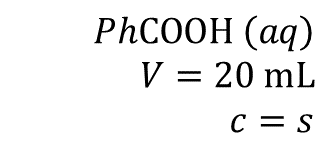 PhCOOH (aq)
V = 20 mL
c = s